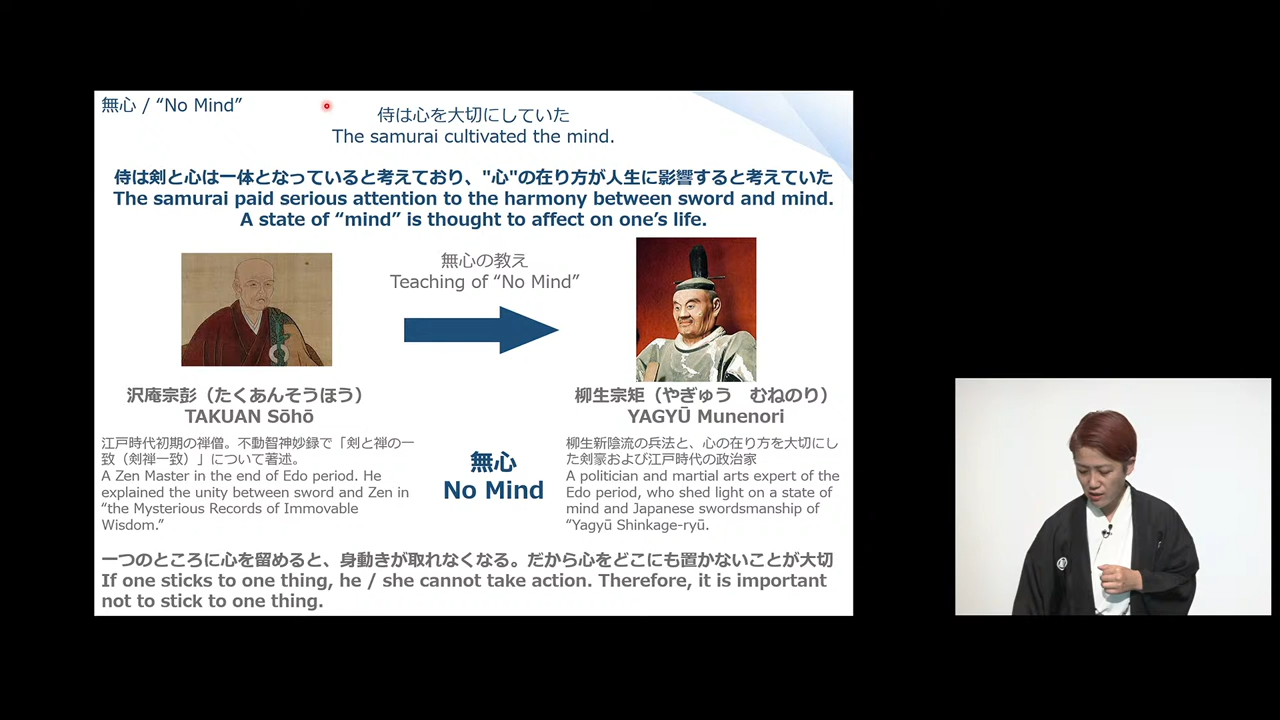 無心 / “No Mind”
侍は心を大切にしていた
The samurai cultivated the mind.
侍は剣と心は一体となっていると考えており、"心"の在り方が人生に影響すると考えていた
The samurai paid serious attention to the harmony between sword and mind.
A state of “mind” is thought to affect on one’s life.
無心の教え
Teaching of “No Mind”
沢庵宗彭（たくあんそうほう）
TAKUAN Sōhō
江戸時代初期の禅僧。不動智神妙録で「剣と禅の一
致（剣禅一致）」について著述。
A Zen Master in the end of Edo period. He
explained the unity between sword and Zen in
“the Mysterious Records of Immovable
Wisdom.”
無心
No Mind
柳生宗矩（やぎゅう　むねのり）
YAGYŪ Munenori
柳生新陰流の兵法と、心の在り方を大切にし
た剣豪および江戸時代の政治家
A politician and martial arts expert of the
Edo period, who shed light on a state of
mind and Japanese swordsmanship of
“Yagyū Shinkage-ryū.
一つのところに心を留めると、身動きが取れなくなる。だから心をどこにも置かないことが大切
If one sticks to one thing, he / she cannot take action. Therefore, it is important
not to stick to one thing.